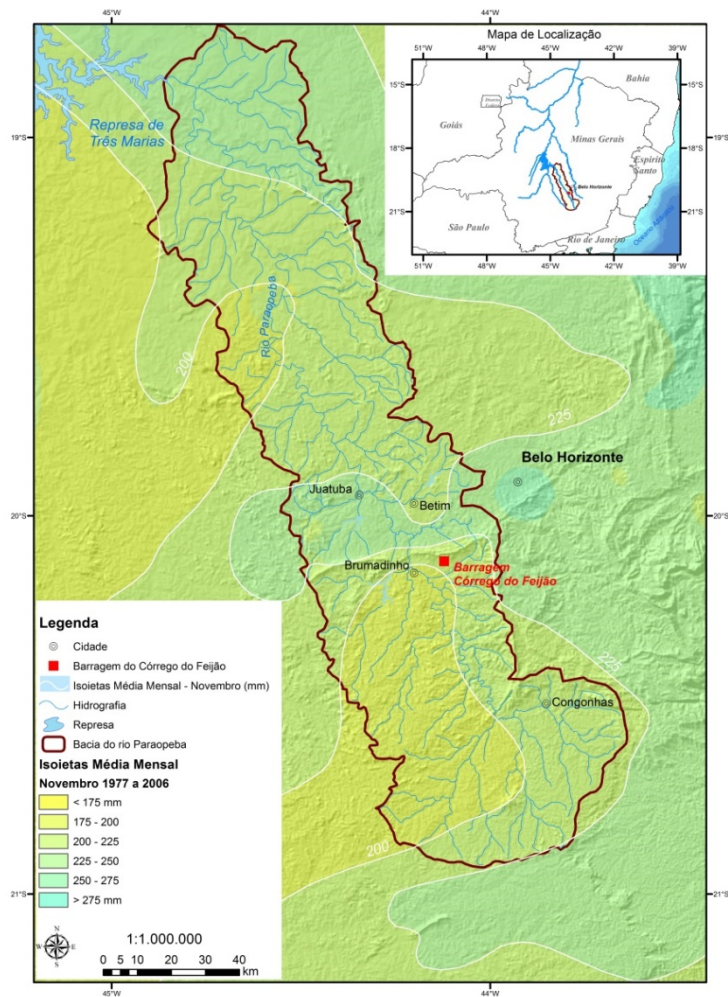 45°W
44°W
Mapa de Localização
51°W
48°W
45°W
42°W
39°W
15°S
15°S
Bahia
Distrito
Federal
Goiás
Minas Gerais
18°S
18°S
Espírito
Santo
Belo Horizonte
21°S
21°S
São Paulo
Rio de Janeiro
Oceano Atlântico
51°W
48°W
45°W
42°W
39°W
19°S
19°S
Represa de
Três Marias
Rio Paraopeba
200
225
Belo Horizonte
Juatuba
Betim
20°S
20°S
Brumadinho
Barragem
Córrego do Feijão
225
Congonhas
200
Legenda
Cidade
Barragem do Córrego do Feijão
Isoietas Média Mensal - Novembro (mm)
Hidrografia
Represa
Bacia do rio Paraopeba
Isoietas Média Mensal
Novembro 1977 a 2006
< 175 mm
175 - 200
200 - 225
225 - 250
250 - 275
> 275 mm
21°S
21°S
N
W
E
S
1:1.000.000
0 5 10 20 30 40
km
45°W
44°W